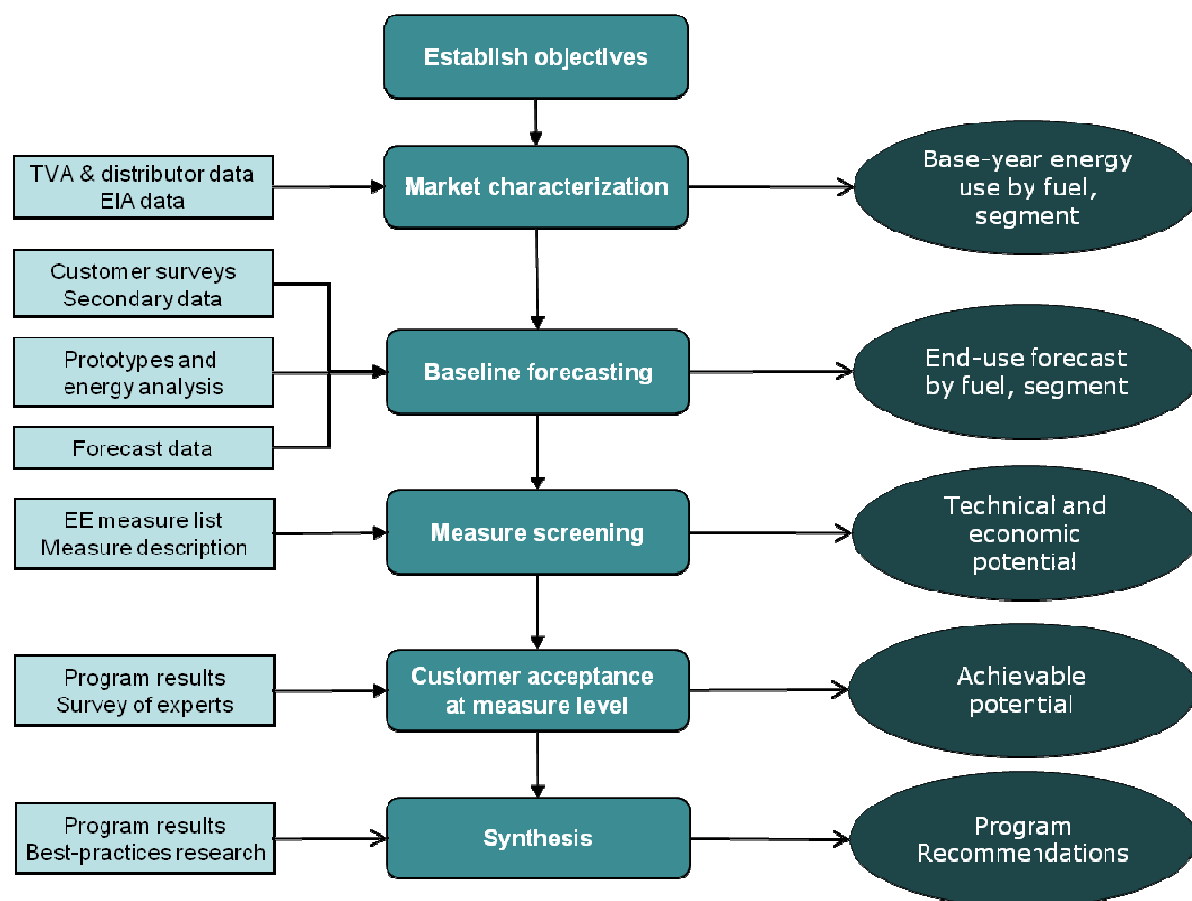 Establish objectives
TVA & distributor data
EIA data
Market characterization
Base-year energy
use by fuel,
segment
Customer surveys
Secondary data
Prototypes and
energy analysis
Forecast data
Baseline forecasting
End-use forecast
by fuel, segment
EE measure list
Measure description
Measure screening
Technical and
economic
potential
Program results
Survey of experts
Customer acceptance
at measure level
Achievable
potential
Program results
Best-practices research
Synthesis
Program
Recommendations